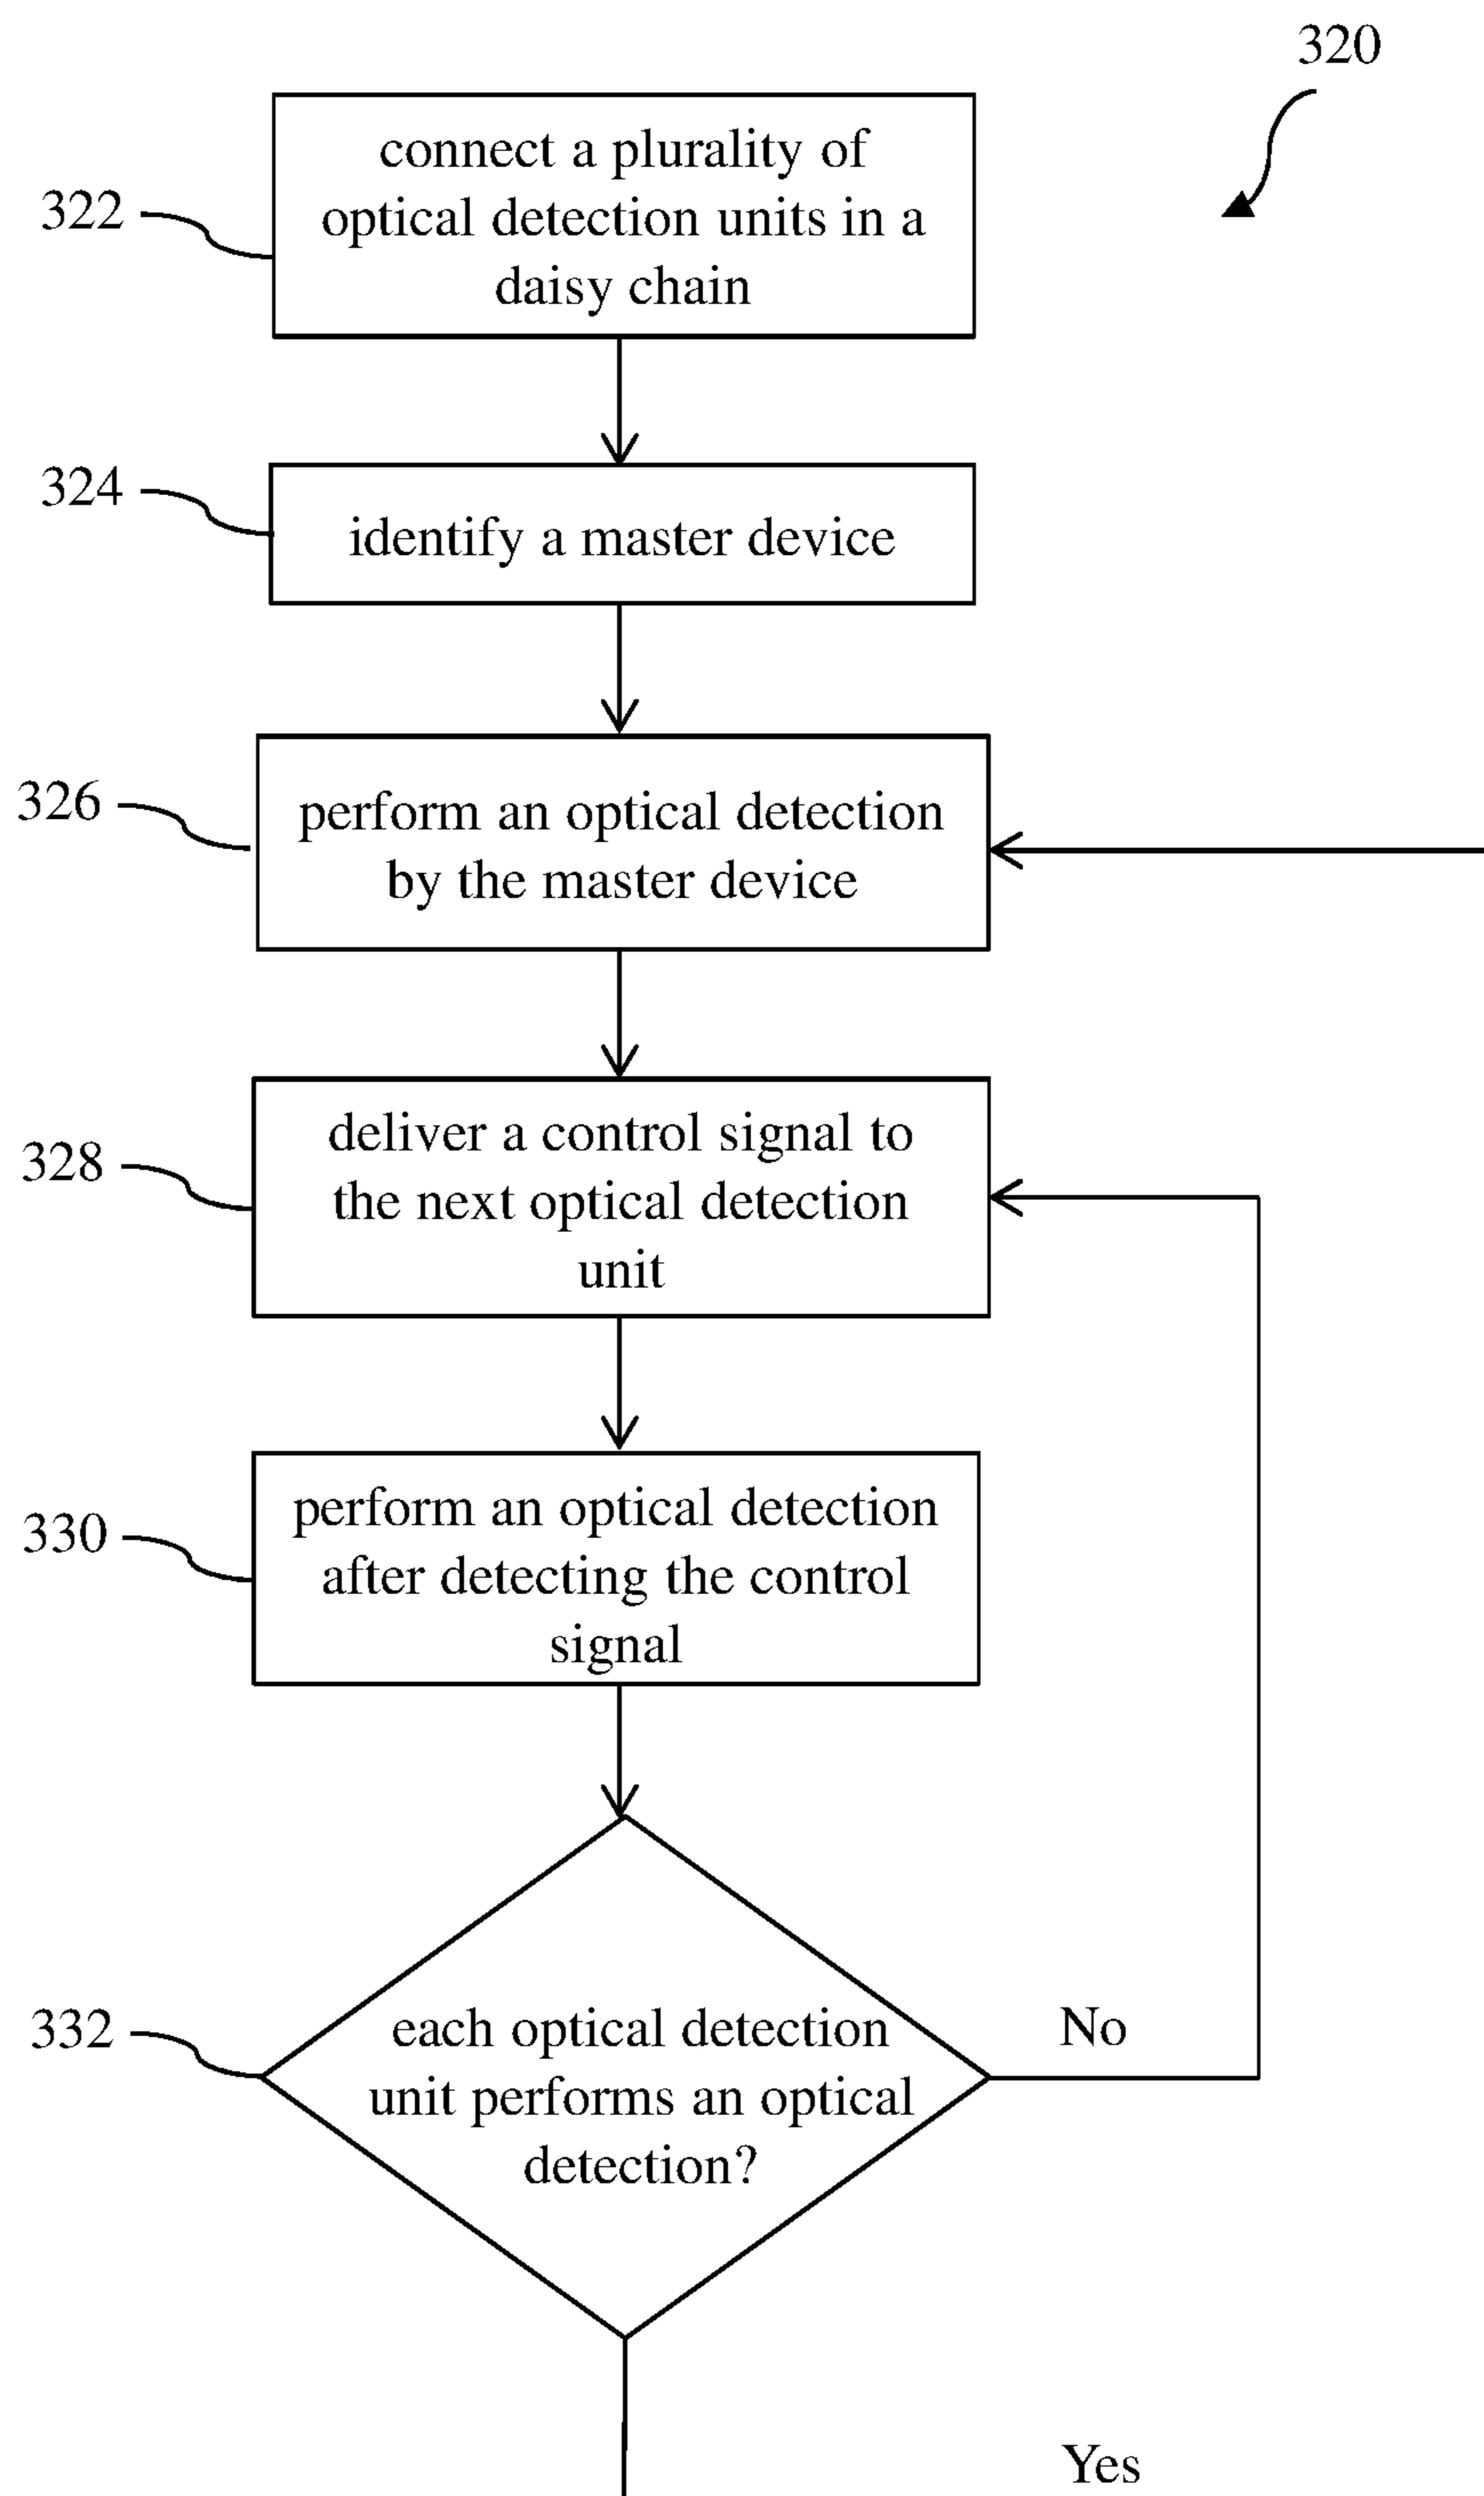 320
322
connect a plurality of
optical detection units in a
daisy chain
324
identify a master device
326
perform an optical detection
by the master device
328
deliver a control signal to
the next optical detection
unit
330
perform an optical detection
after detecting the control
signal
332
each optical detection
unit performs an optical
detection?
No
Yes